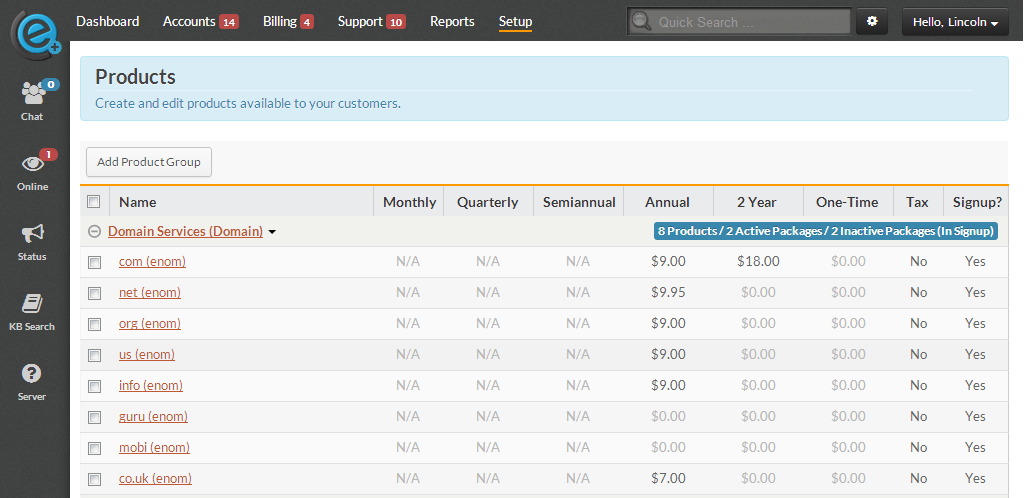 Dashboard Accounts 14 Billing 4 Support 10 Reports Setup Quick Search ... Hello, Lincoln
0
Chat
1
Online
Status
KB Search
Server
Products
Create and edit products available to your customers.
Add Product Group
Name Monthly Quarterly Semiannual Annual 2 Year One-Time Tax Signup?
Domain Services (Domain) 8 Products / 2 Active Packages / 2 Inactive Packages (In Signup)
com (enom) N/A N/A N/A $9.00 $18.00 $0.00 No Yes
net (enom) N/A N/A N/A $9.95 $0.00 $0.00 No Yes
org (enom) N/A N/A N/A $9.00 $0.00 $0.00 No Yes
us (enom) N/A N/A N/A $9.00 $0.00 $0.00 No Yes
info (enom) N/A N/A N/A $9.00 $0.00 $0.00 No Yes
guru (enom) N/A N/A N/A $0.00 $0.00 $0.00 No Yes
mobi (enom) N/A N/A N/A $0.00 $0.00 $0.00 No Yes
co.uk (enom) N/A N/A N/A $7.00 $0.00 $0.00 No Yes